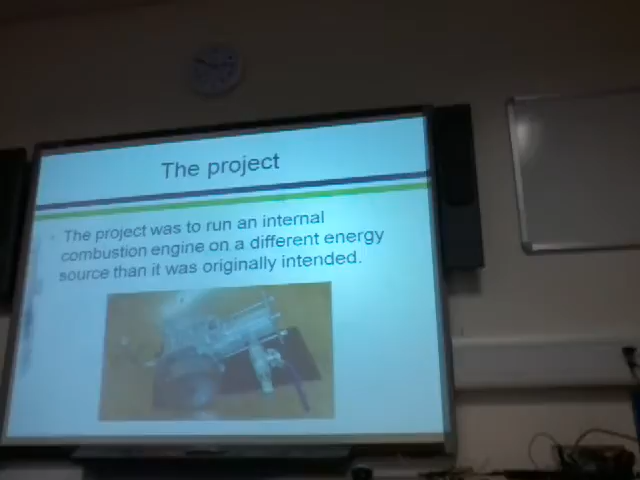 The project
The project was to run an internal
combustion engine on a different energy
source than it was originally intended.